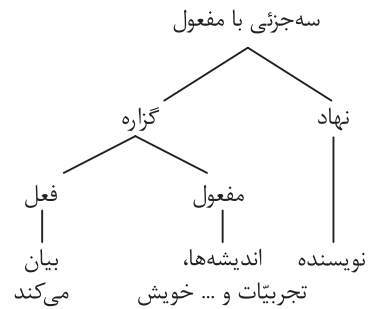 سه‌جزئی با مفعول
نهاد
گزاره
مفعول
فعل
نویسنده
اندیشه‌ها،
تجربیّات و ... خویش
بیان
می‌کند